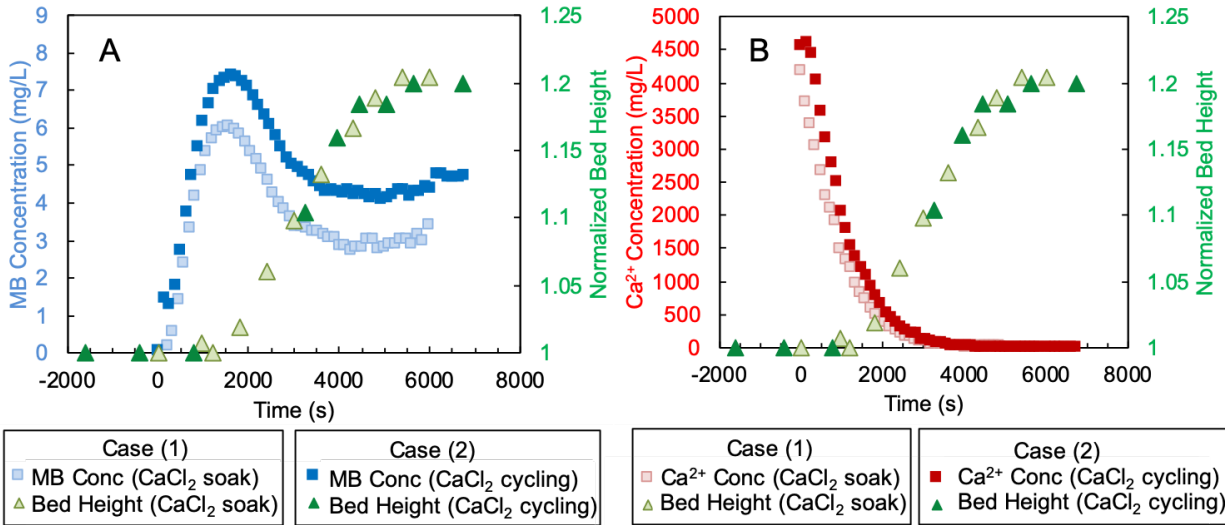 A
MB Concentration (mg/L)
9
8
7
6
5
4
3
2
1
0
1.25
1.2
1.15
1.1
1.05
1
Normalized Bed Height
-2000 0 2000 4000 6000 8000
Time (s)
Case (1)
MB Conc (CaCl₂ soak)
Bed Height (CaCl₂ soak)
Case (2)
MB Conc (CaCl₂ cycling)
Bed Height (CaCl₂ cycling)
B
Ca²⁺ Concentration (mg/L)
5000
4500
4000
3500
3000
2500
2000
1500
1000
500
0
1.25
1.2
1.15
1.1
1.05
1
Normalized Bed Height
-2000 0 2000 4000 6000 8000
Time (s)
Case (1)
Ca²⁺ Conc (CaCl₂ soak)
Bed Height (CaCl₂ soak)
Case (2)
Ca²⁺ Conc (CaCl₂ cycling)
Bed Height (CaCl₂ cycling)